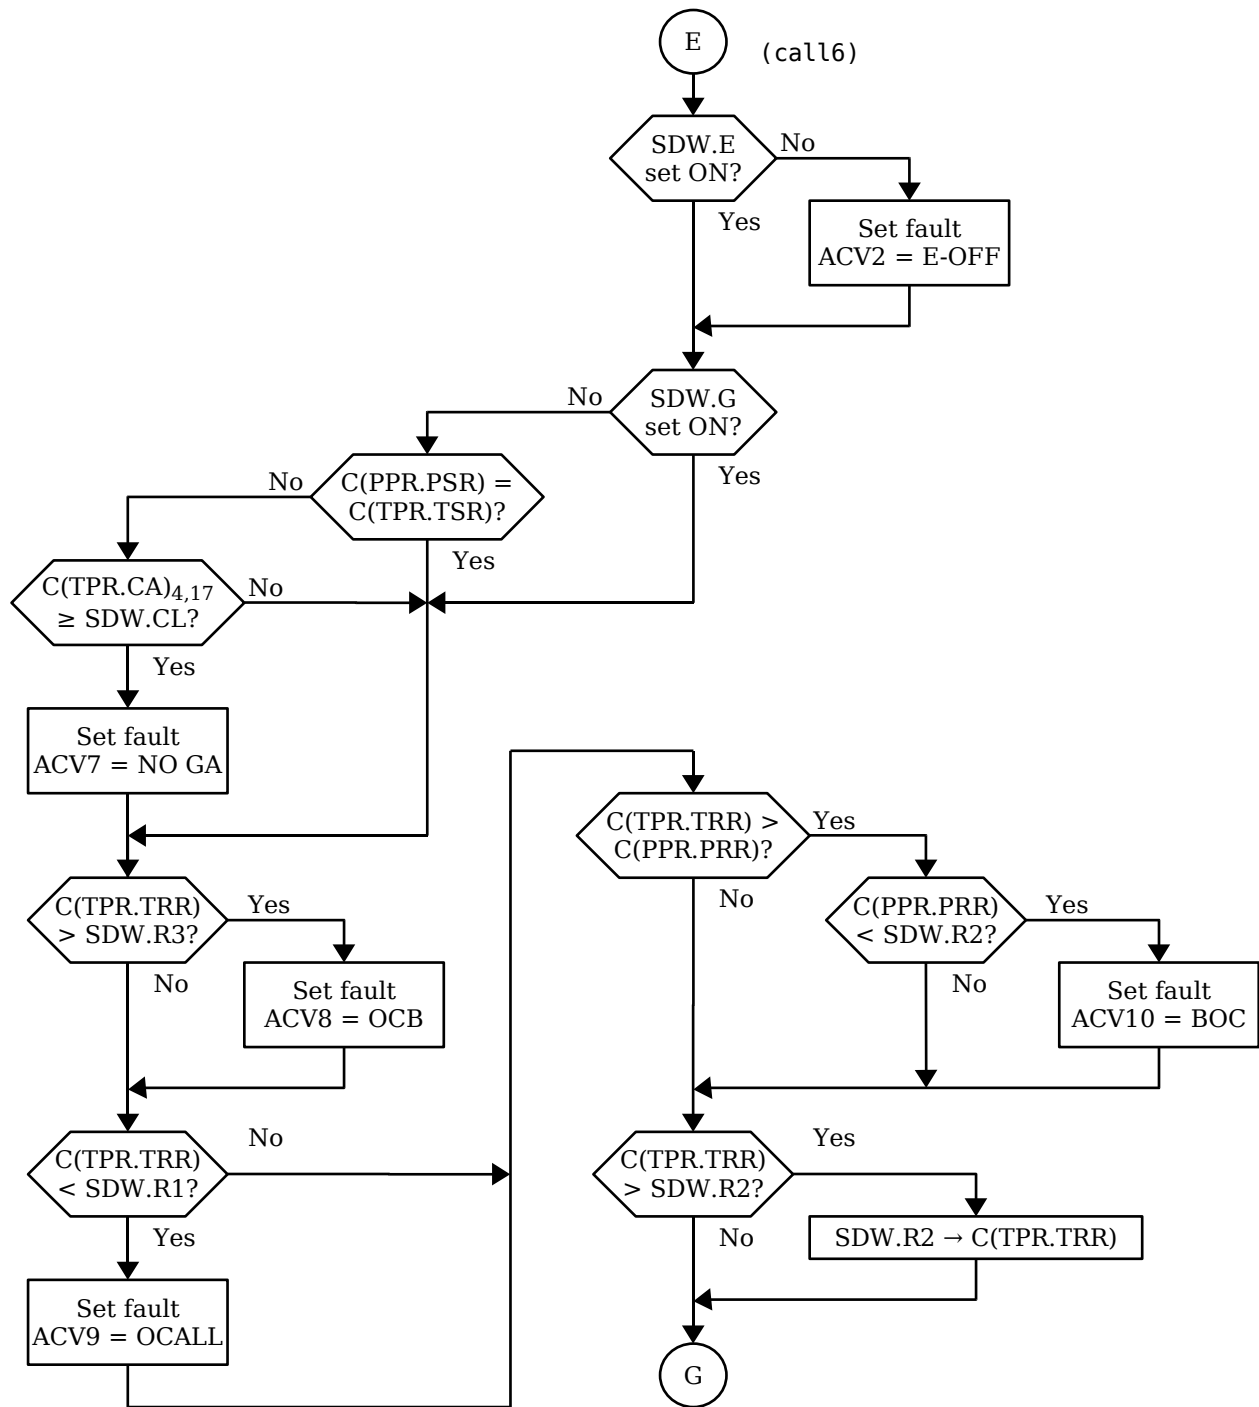 E
(call6)
SDW.E
set ON?
No
Yes
Set fault
ACV2 = E-OFF
SDW.G
set ON?
No
Yes
C(PPR.PSR) =
C(TPR.TSR)?
No
Yes
C(TPR.CA)4,17
≥ SDW.CL?
No
Yes
Set fault
ACV7 = NO GA
C(TPR.TRR)
> SDW.R3?
Yes
No
Set fault
ACV8 = OCB
C(TPR.TRR)
< SDW.R1?
No
Yes
Set fault
ACV9 = OCALL
C(TPR.TRR) >
C(PPR.PRR)?
Yes
No
C(PPR.PRR)
< SDW.R2?
Yes
No
Set fault
ACV10 = BOC
C(TPR.TRR)
> SDW.R2?
Yes
No
SDW.R2 → C(TPR.TRR)
G